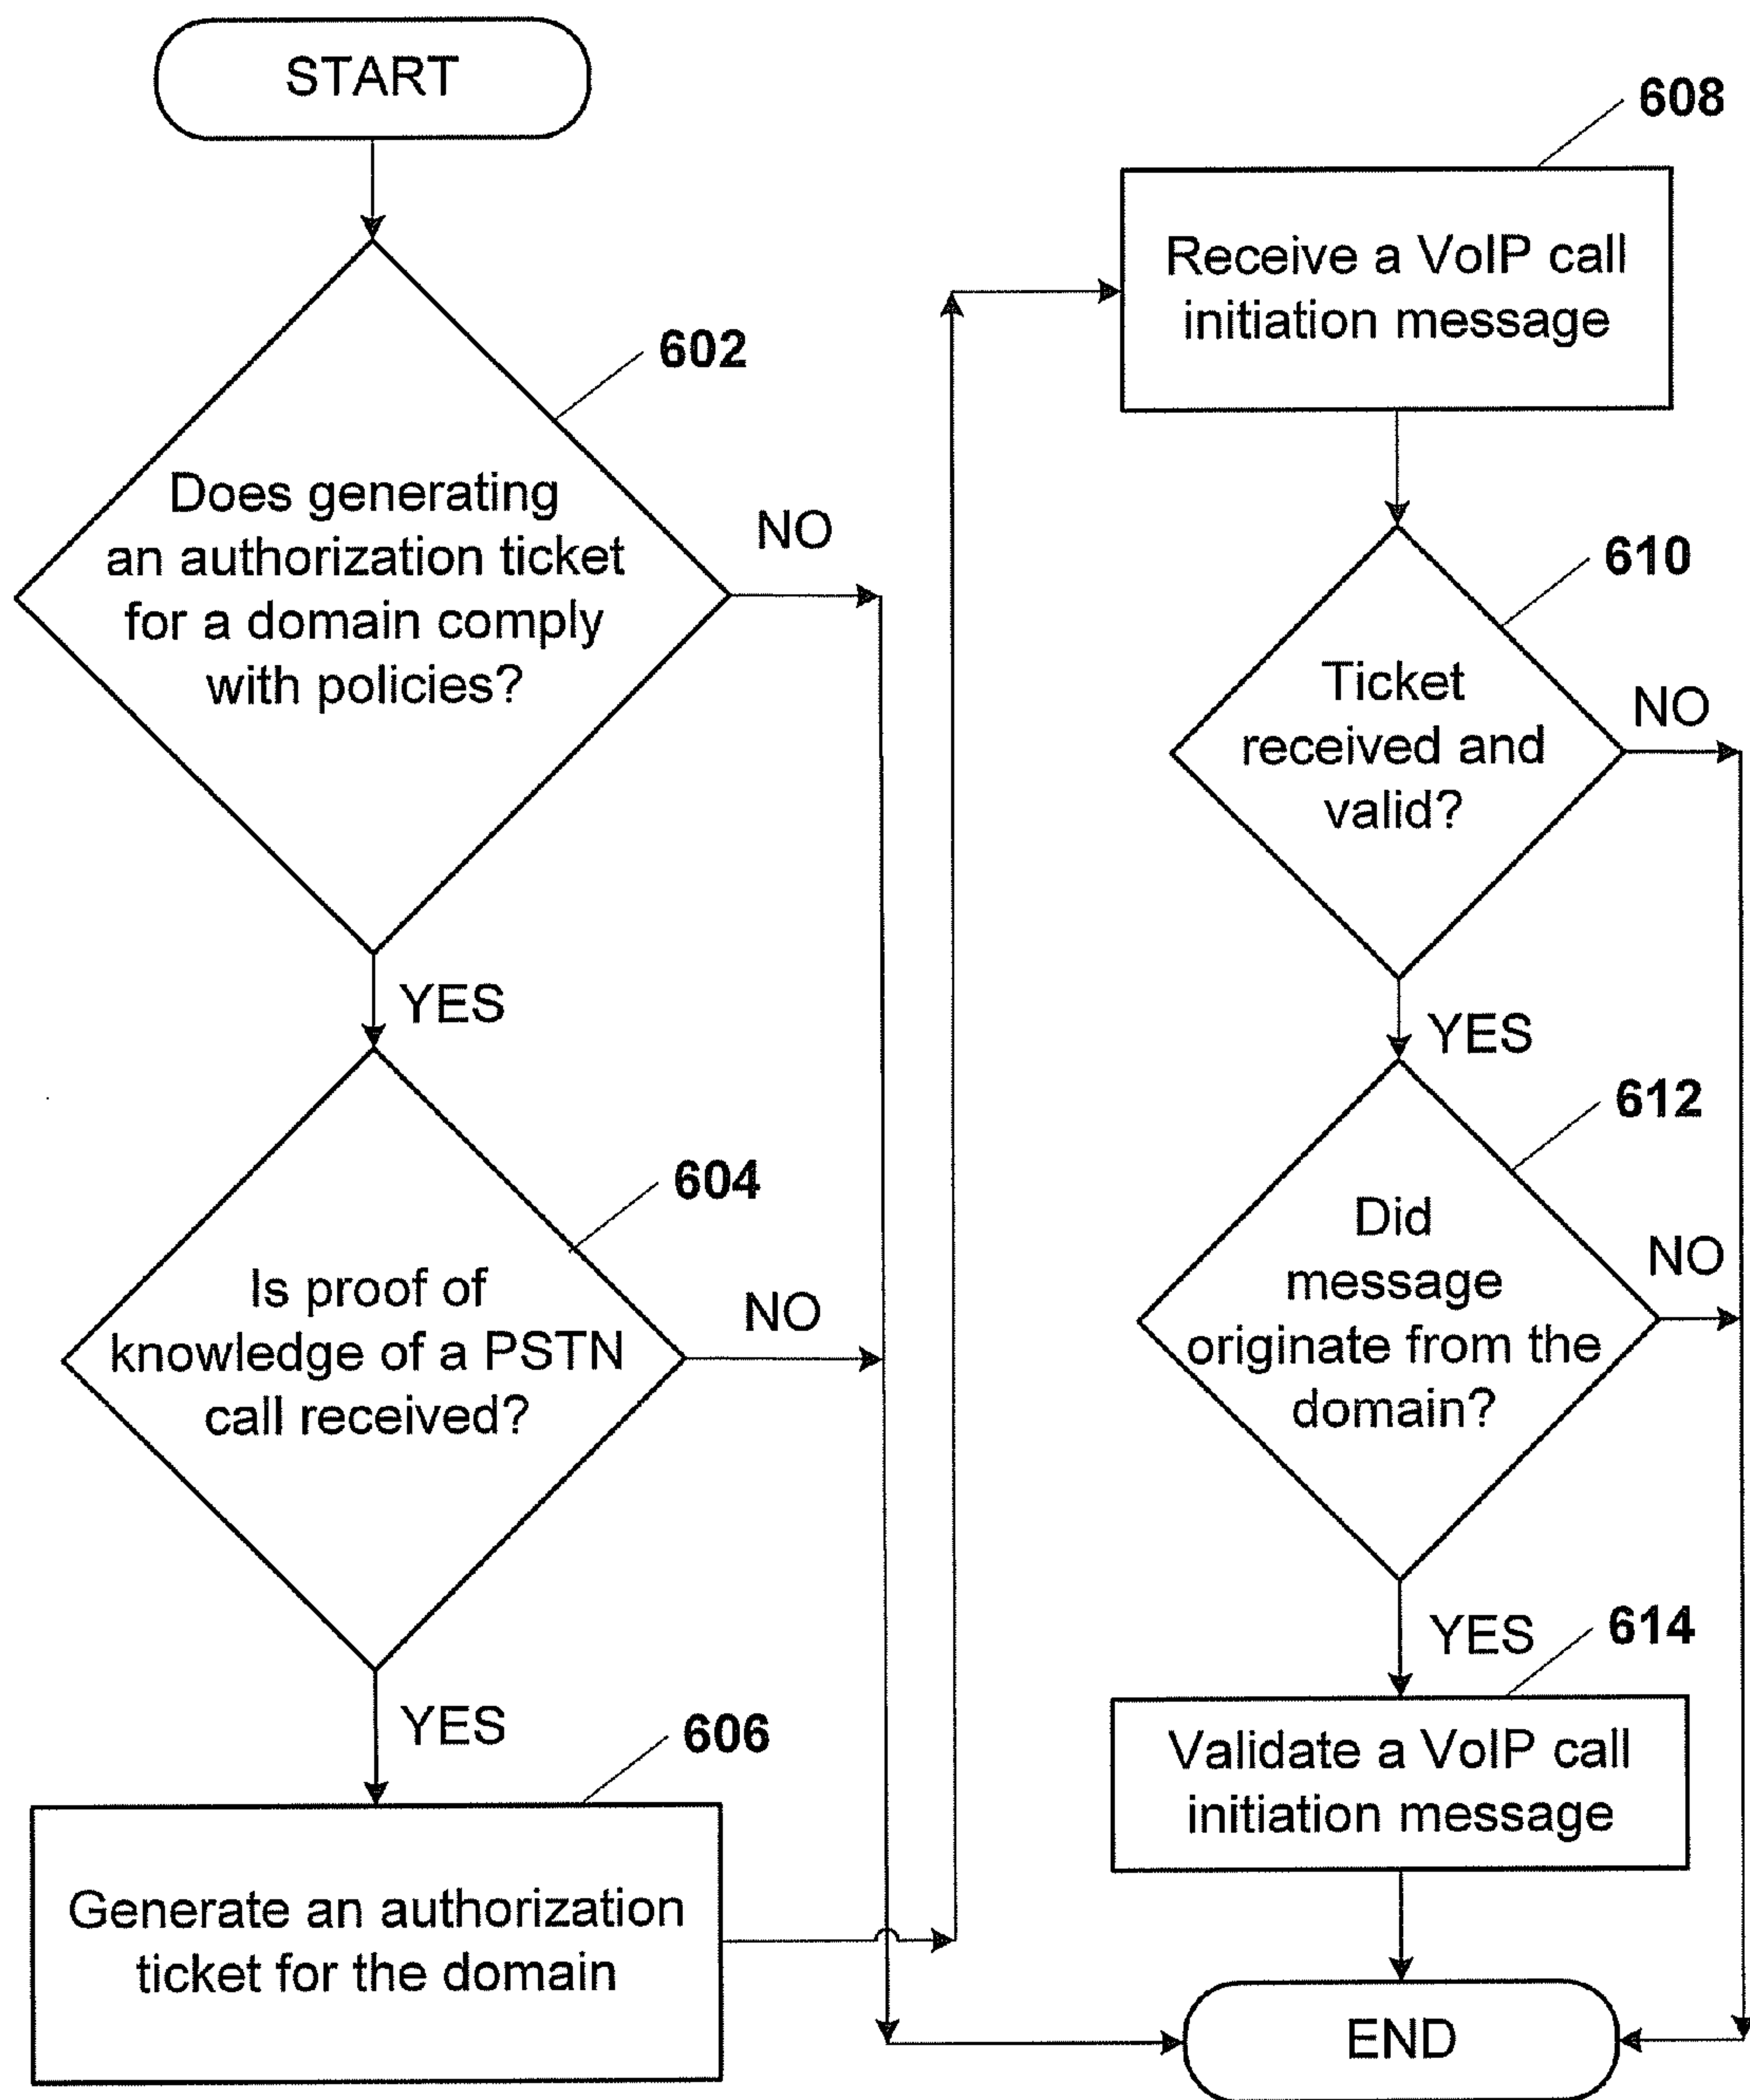 START
602
Does generating
an authorization ticket
for a domain comply
with policies?
NO
YES
604
Is proof of
knowledge of a PSTN
call received?
NO
YES
606
Generate an authorization
ticket for the domain
608
Receive a VoIP call
initiation message
610
Ticket
received and
valid?
NO
YES
612
Did
message
originate from the
domain?
NO
YES
614
Validate a VoIP call
initiation message
END